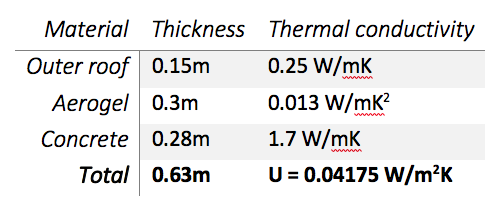 Material Thickness Thermal conductivity
Outer roof 0.15m 0.25 W/mK
Aerogel 0.3m 0.013 W/mK²
Concrete 0.28m 1.7 W/mK
Total 0.63m U = 0.04175 W/m²K